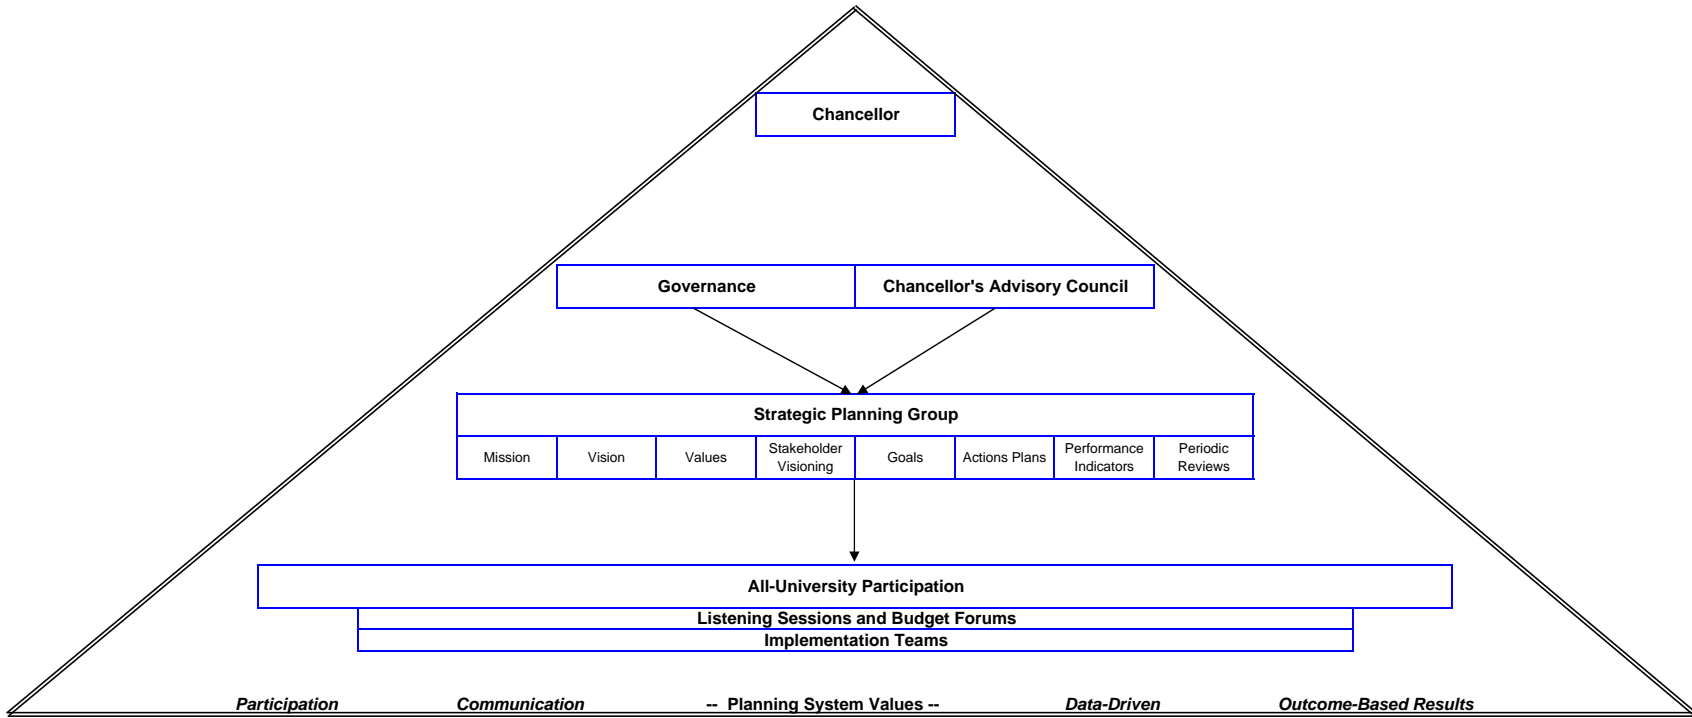 Chancellor
Governance
Chancellor's Advisory Council
Strategic Planning Group
Mission
Vision
Values
Stakeholder
Visioning
Goals
Actions Plans
Performance
Indicators
Periodic
Reviews
All-University Participation
Listening Sessions and Budget Forums
Implementation Teams
Participation
Communication
-- Planning System Values --
Data-Driven
Outcome-Based Results